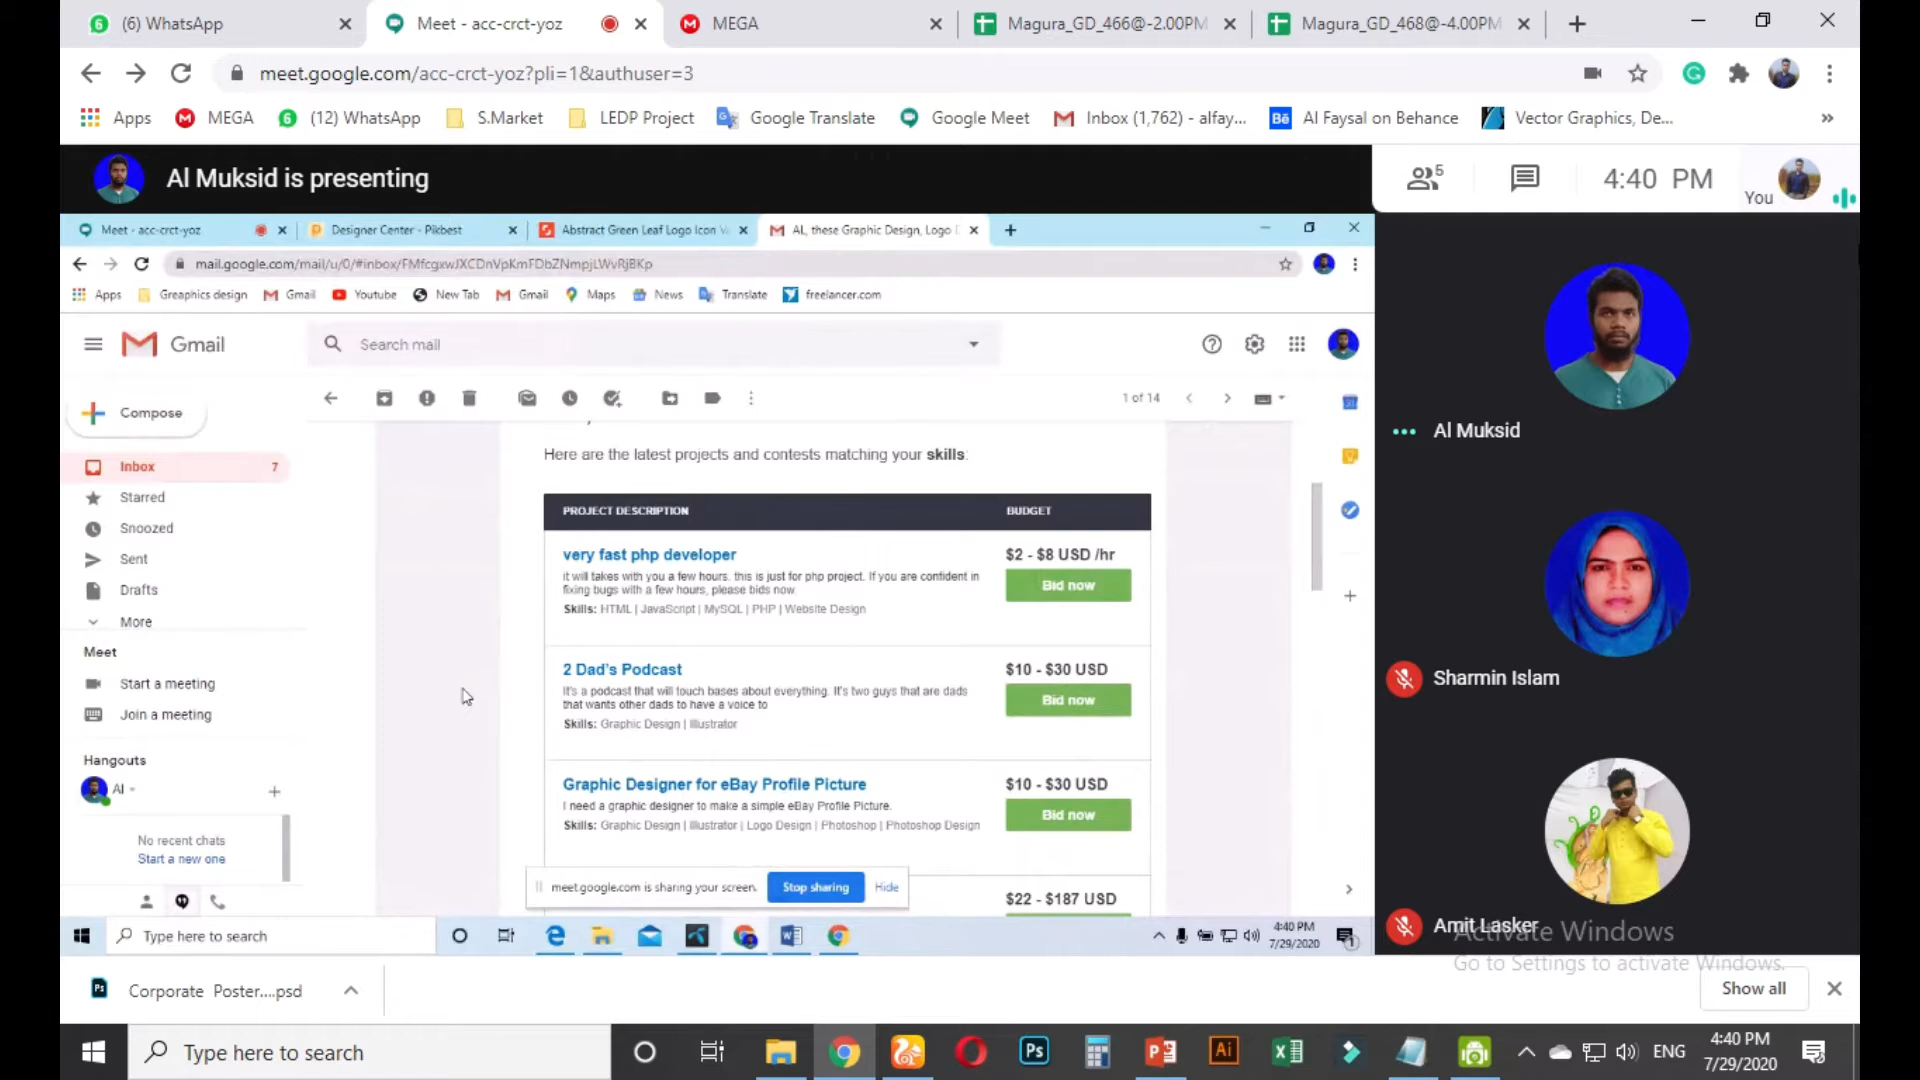 (6) WhatsApp
Meet - acc-crct-yoz
MEGA
Magura_GD_466@-2.00PM
Magura_GD_468@-4.00PM
meet.google.com/acc-crct-yoz?pli=1&authuser=3
Apps
MEGA
(12) WhatsApp
S.Market
LEDP Project
Google Translate
Google Meet
Inbox (1,762) - alfay...
Al Faysal on Behance
Vector Graphics, De...
Al Muksid is presenting
5
4:40 PM
You
Meet - acc-crct-yoz
Designer Center - Pikbest
Abstract Green Leaf Logo Icon V
AL, these Graphic Design, Logo D
mail.google.com/mail/u/0/#inbox/FMfcgxwJXCDnVpKmFDbZNmpjLWvRjBKp
Apps
Greaphics design
Gmail
Youtube
New Tab
Gmail
Maps
News
Translate
freelancer.com
Gmail
Search mail
Compose
1 of 14
Inbox 7
Starred
Snoozed
Sent
Drafts
More
Meet
Start a meeting
Join a meeting
Hangouts
Al
No recent chats
Start a new one
Here are the latest projects and contests matching your skills:
PROJECT DESCRIPTION BUDGET
very fast php developer $2 - $8 USD /hr
it will takes with you a few hours. this is just for php project. If you are confident in
fixing bugs with a few hours, please bids now
Bid now
Skills: HTML | JavaScript | MySQL | PHP | Website Design
2 Dad's Podcast $10 - $30 USD
It's a podcast that will touch bases about everything. It's two guys that are dads
that wants other dads to have a voice to
Bid now
Skills: Graphic Design | Illustrator
Graphic Designer for eBay Profile Picture $10 - $30 USD
I need a graphic designer to make a simple eBay Profile Picture.
Bid now
Skills: Graphic Design | Illustrator | Logo Design | Photoshop | Photoshop Design
$22 - $187 USD
meet.google.com is sharing your screen.
Stop sharing
Hide
Type here to search
4:40 PM
7/29/2020
Al Muksid
Sharmin Islam
Amit Lasker
Activate Windows
Go to Settings to activate Windows.
Corporate Poster....psd
Show all
Type here to search
ENG
4:40 PM
7/29/2020